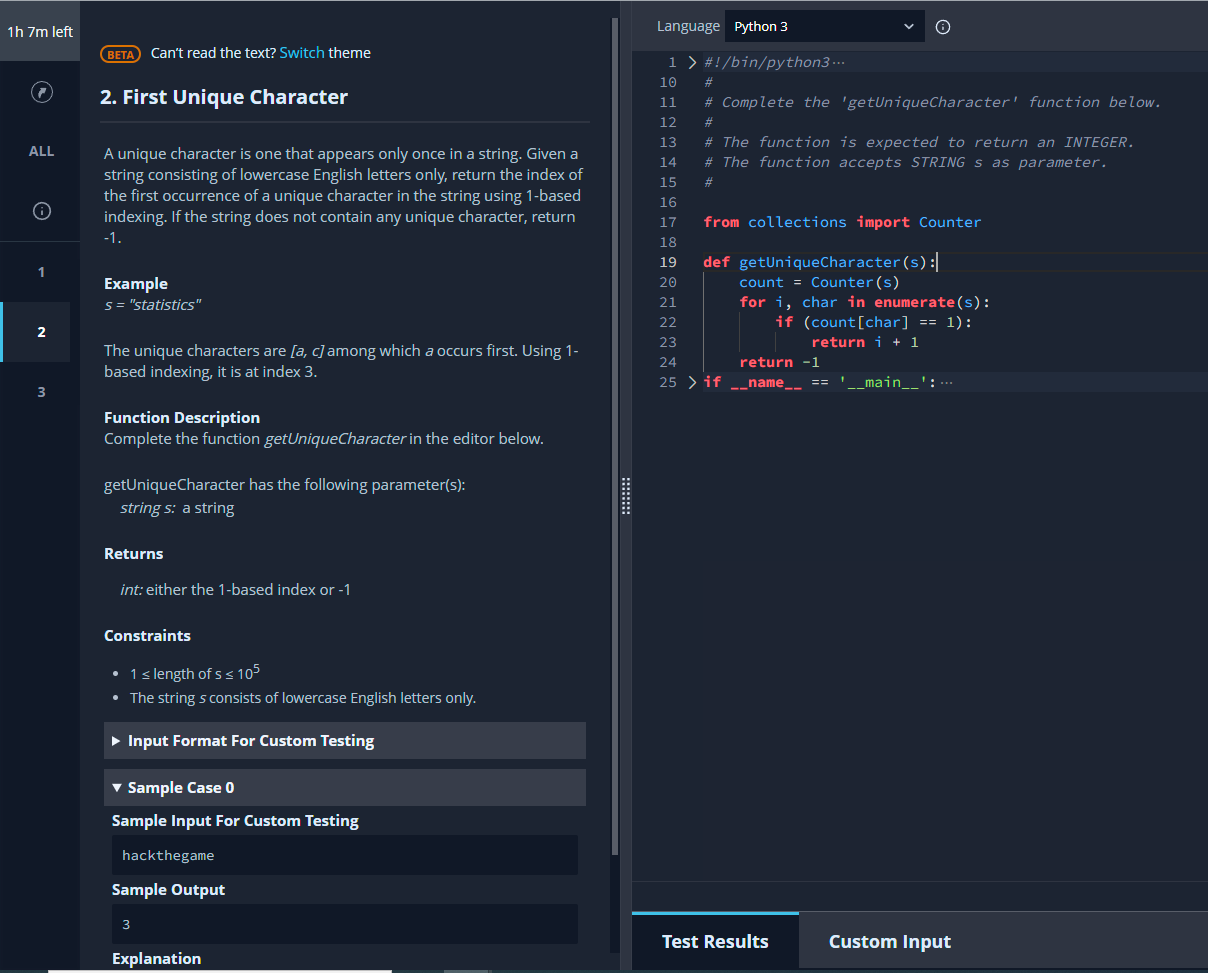 1h 7m left
ALL
1
2
3
BETA Can't read the text? Switch theme
2. First Unique Character
A unique character is one that appears only once in a string. Given a
string consisting of lowercase English letters only, return the index of
the first occurrence of a unique character in the string using 1-based
indexing. If the string does not contain any unique character, return
-1.
Example
s = "statistics"
The unique characters are [a, c] among which a occurs first. Using 1-
based indexing, it is at index 3.
Function Description
Complete the function getUniqueCharacter in the editor below.
getUniqueCharacter has the following parameter(s):
string s: a string
Returns
int: either the 1-based index or -1
Constraints
• 1 ≤ length of s ≤ 10^5
• The string s consists of lowercase English letters only.
▶ Input Format For Custom Testing
▼ Sample Case 0
Sample Input For Custom Testing
hackthegame
Sample Output
3
Explanation
Language Python 3
1 #!/bin/python3···
10 #
11 # Complete the 'getUniqueCharacter' function below.
12 #
13 # The function is expected to return an INTEGER.
14 # The function accepts STRING s as parameter.
15 #
16
17 from collections import Counter
18
19 def getUniqueCharacter(s):
20     count = Counter(s)
21     for i, char in enumerate(s):
22         if (count[char] == 1):
23             return i + 1
24     return -1
25 if __name__ == '__main__':···
Test Results
Custom Input